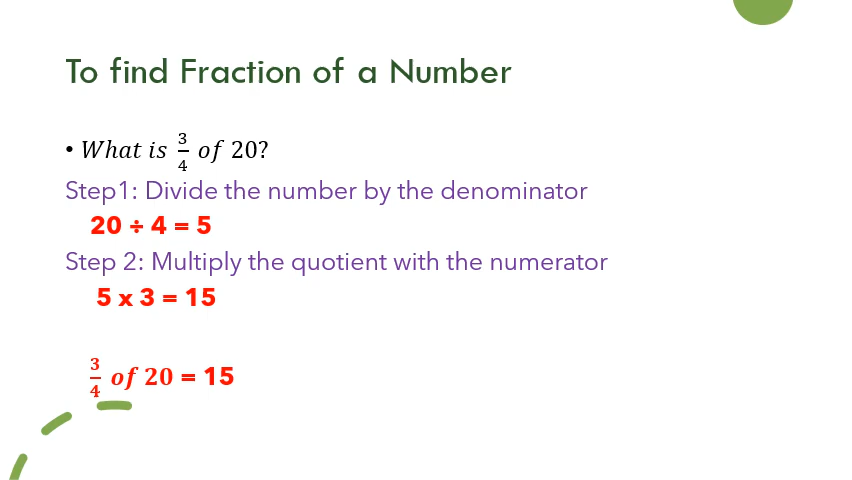 To find Fraction of a Number
• What is 3/4 of 20?
Step1: Divide the number by the denominator
20 ÷ 4 = 5
Step 2: Multiply the quotient with the numerator
5 x 3 = 15
3/4 of 20 = 15